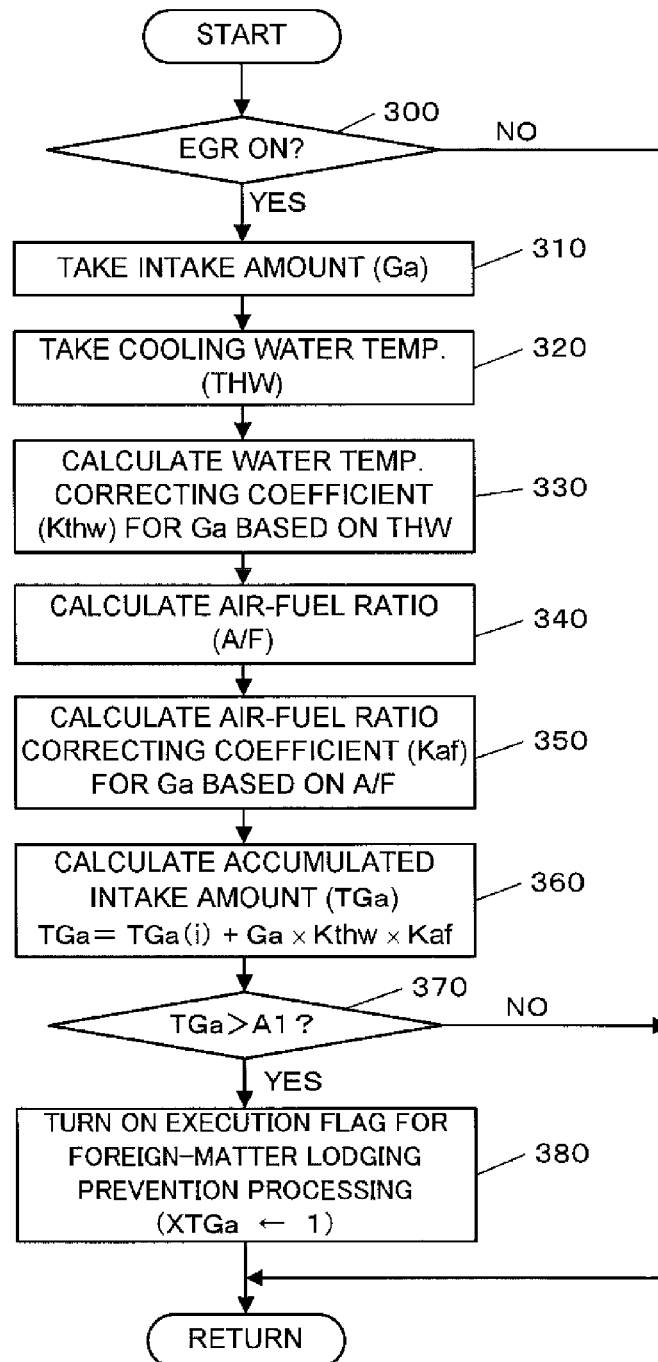 START
300
EGR ON?
NO
YES
TAKE INTAKE AMOUNT (Ga)
310
TAKE COOLING WATER TEMP.
(THW)
320
CALCULATE WATER TEMP.
CORRECTING COEFFICIENT
(Kthw) FOR Ga BASED ON THW
330
CALCULATE AIR-FUEL RATIO
(A/F)
340
CALCULATE AIR-FUEL RATIO
CORRECTING COEFFICIENT (Kaf)
FOR Ga BASED ON A/F
350
CALCULATE ACCUMULATED
INTAKE AMOUNT (TGa)
TGa = TGa(i) + Ga × Kthw × Kaf
360
370
TGa>A1?
NO
YES
TURN ON EXECUTION FLAG FOR
FOREIGN-MATTER LODGING
PREVENTION PROCESSING
(XTGa ← 1)
380
RETURN